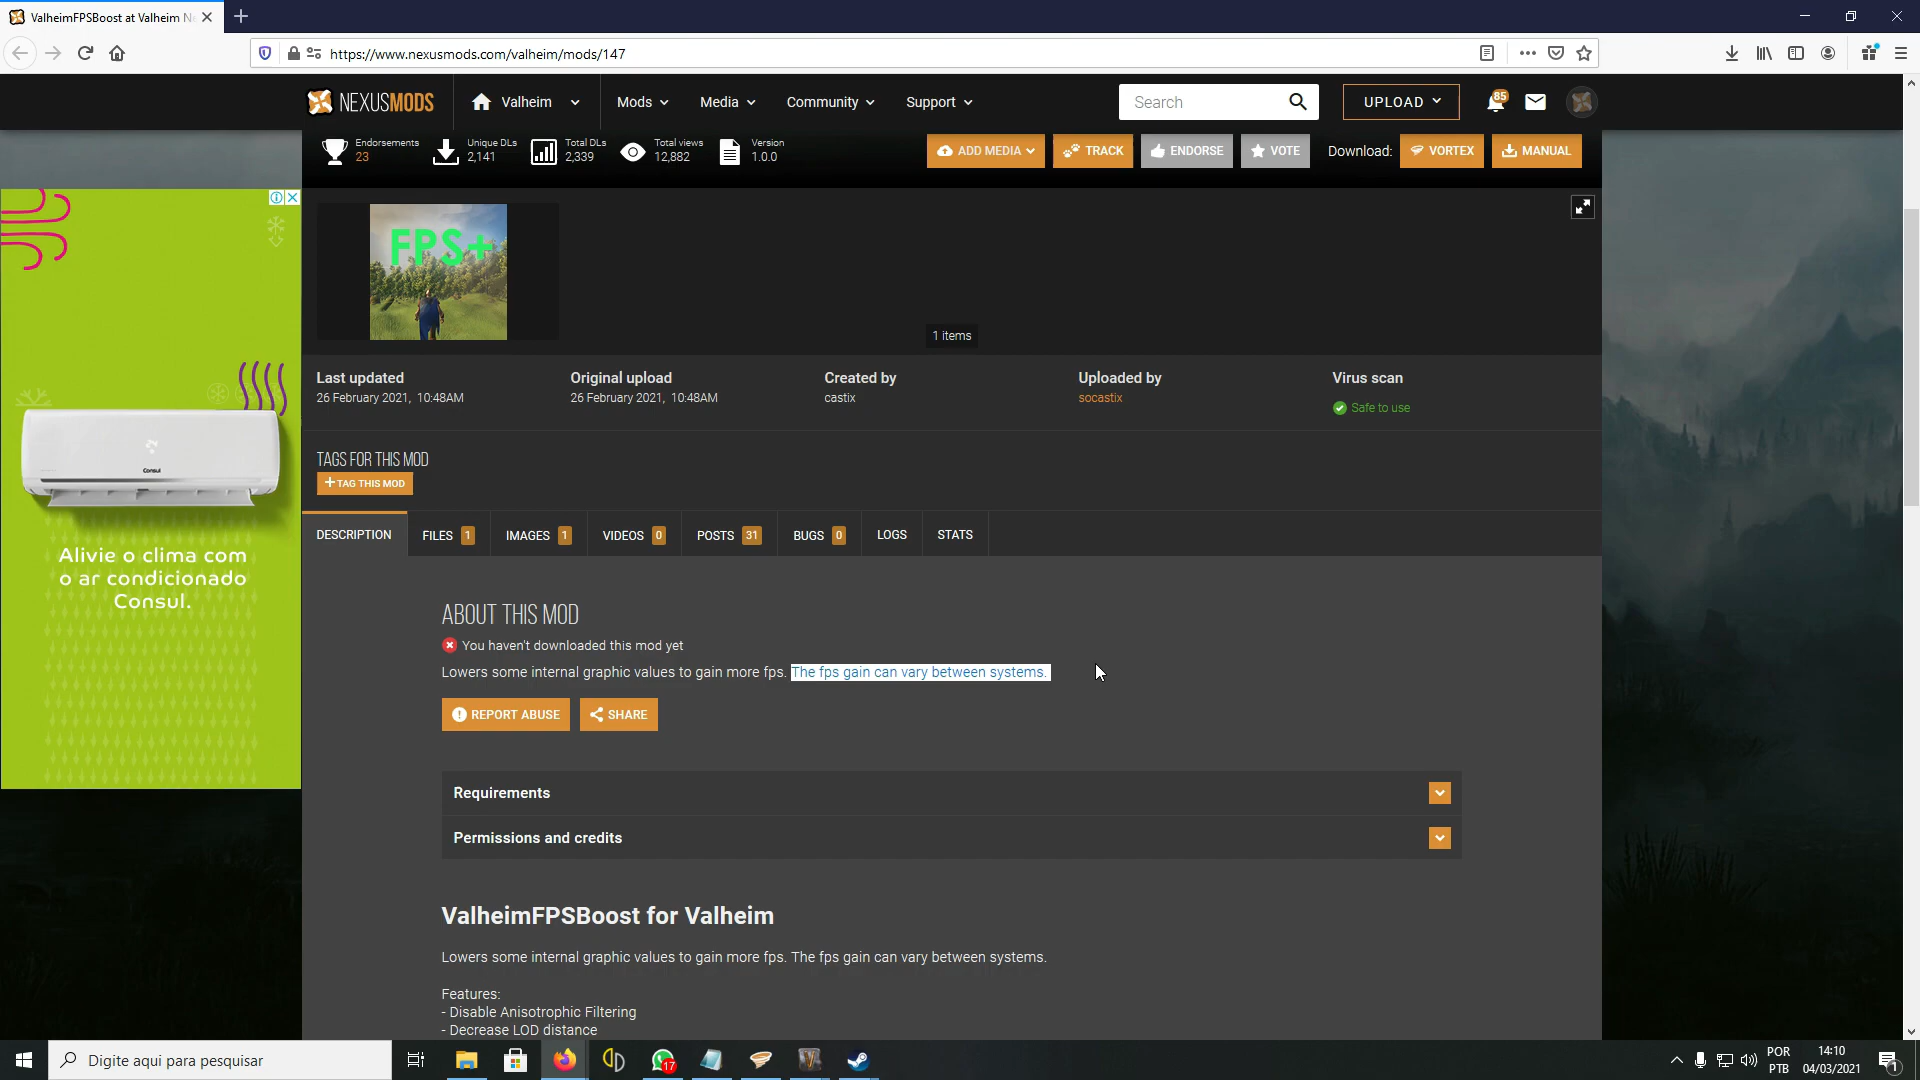 ValheimFPSBoost at Valheim N
https://www.nexusmods.com/valheim/mods/147
NEXUSMODS
Valheim
Mods
Media
Community
Support
Search
UPLOAD
85
Endorsements
23
Unique DLs
2,141
Total DLs
2,339
Total views
12,882
Version
1.0.0
ADD MEDIA
TRACK
ENDORSE
VOTE
Download:
VORTEX
MANUAL
FPS+
1 items
Last updated
26 February 2021, 10:48AM
Original upload
26 February 2021, 10:48AM
Created by
castix
Uploaded by
socastix
Virus scan
Safe to use
TAGS FOR THIS MOD
+ TAG THIS MOD
DESCRIPTION
FILES 1
IMAGES 1
VIDEOS 0
POSTS 31
BUGS 0
LOGS
STATS
Consul
Alivie o clima com
o ar condicionado
Consul.
ABOUT THIS MOD
You haven't downloaded this mod yet
Lowers some internal graphic values to gain more fps. The fps gain can vary between systems.
REPORT ABUSE
SHARE
Requirements
Permissions and credits
ValheimFPSBoost for Valheim
Lowers some internal graphic values to gain more fps. The fps gain can vary between systems.
Features:
- Disable Anisotrophic Filtering
- Decrease LOD distance
Digite aqui para pesquisar
17
POR
PTB
14:10
04/03/2021
1